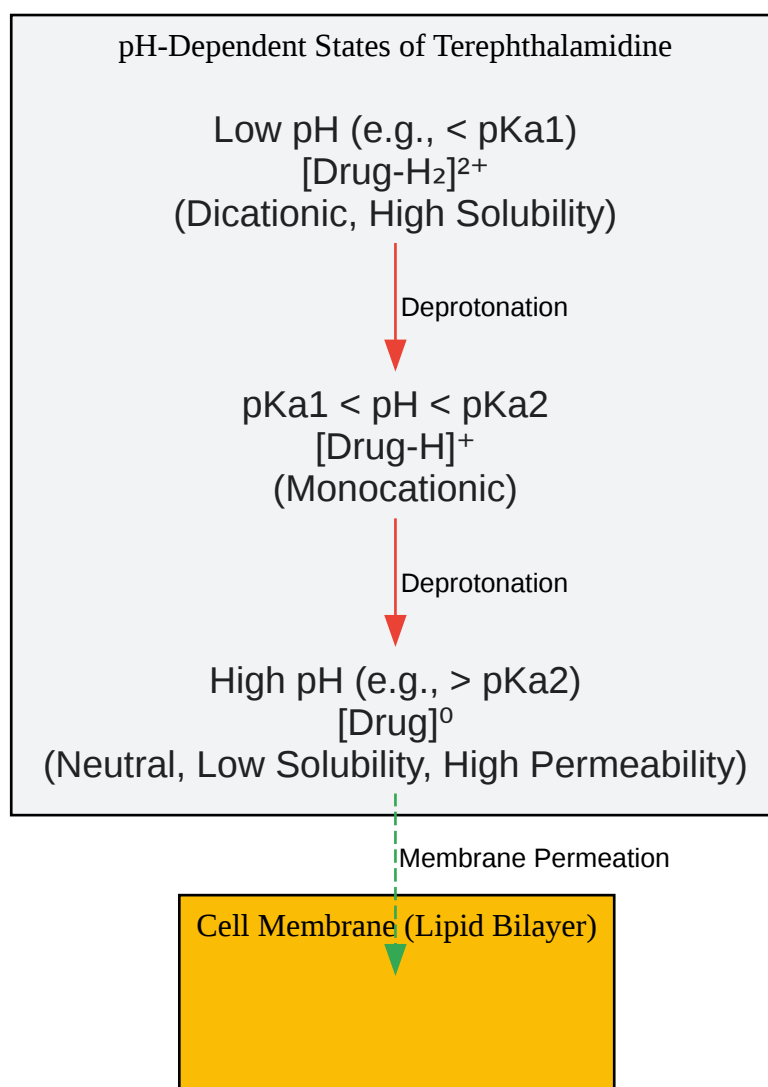 pH-Dependent States of Terephthalamidine
Low pH (e.g., < pKa1)
[Drug-H₂]²⁺
(Dicationic, High Solubility)
Deprotonation
pKa1 < pH < pKa2
[Drug-H]⁺
(Monocationic)
Deprotonation
High pH (e.g., > pKa2)
[Drug]⁰
(Neutral, Low Solubility, High Permeability)
Membrane Permeation
Cell Membrane (Lipid Bilayer)